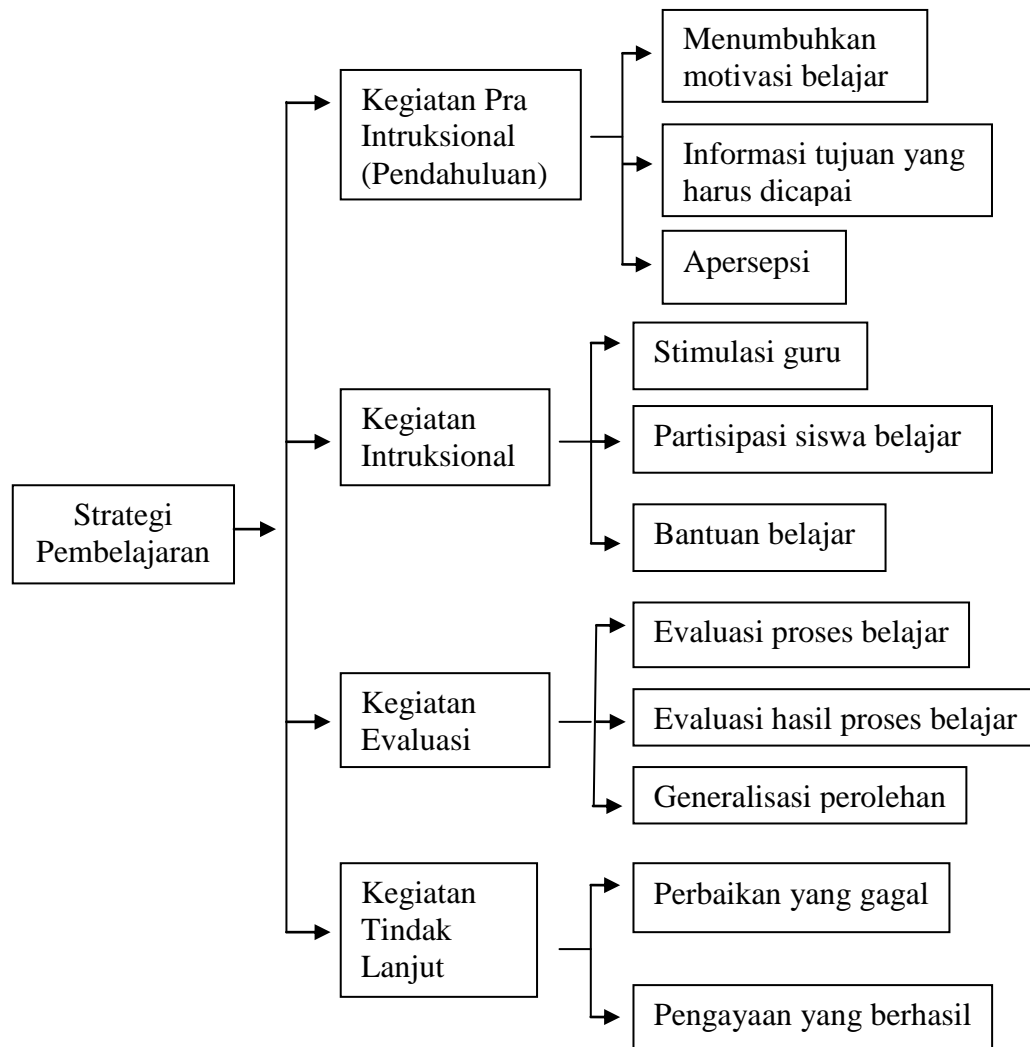 Menumbuhkan
motivasi belajar
Kegiatan Pra
Intruksional
(Pendahuluan)
Informasi tujuan yang
harus dicapai
Apersepsi
Stimulasi guru
Kegiatan
Intruksional
Partisipasi siswa belajar
Bantuan belajar
Strategi
Pembelajaran
Evaluasi proses belajar
Kegiatan
Evaluasi
Evaluasi hasil proses belajar
Generalisasi perolehan
Kegiatan
Tindak
Lanjut
Perbaikan yang gagal
Pengayaan yang berhasil